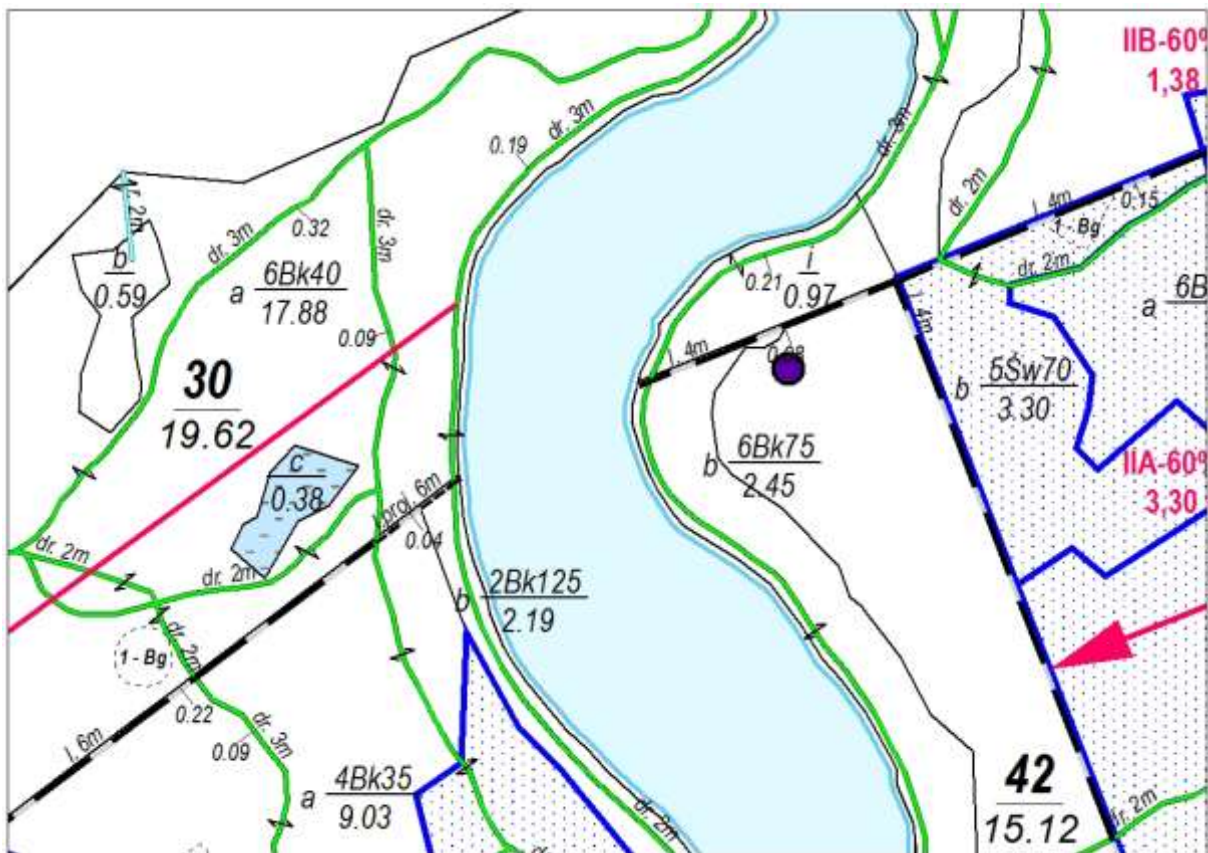 IIB-60%
1,38
dr. 3m
0.19
dr. 3m
dr. 2m
l. 4m
0.15
1 - Bg
dr. 2m
b
0.59
dr. 3m
0.32
dr. 3m
a 6Bk40
17.88
0.09
i
0.97
0.21
l. 4m
l. 4m
a
b 5Św70
3.30
30
19.62
b 6Bk75
2.45
IIA-60%
3,30
c
0.38
l.proj. 6m
0.04
dr. 2m
dr. 2m
b 2Bk125
2.19
dr. 2m
1 - Bg
0.22
l. 6m
0.09
dr. 3m
a 4Bk35
9.03
42
15.12
dr. 2m
dr. 2m